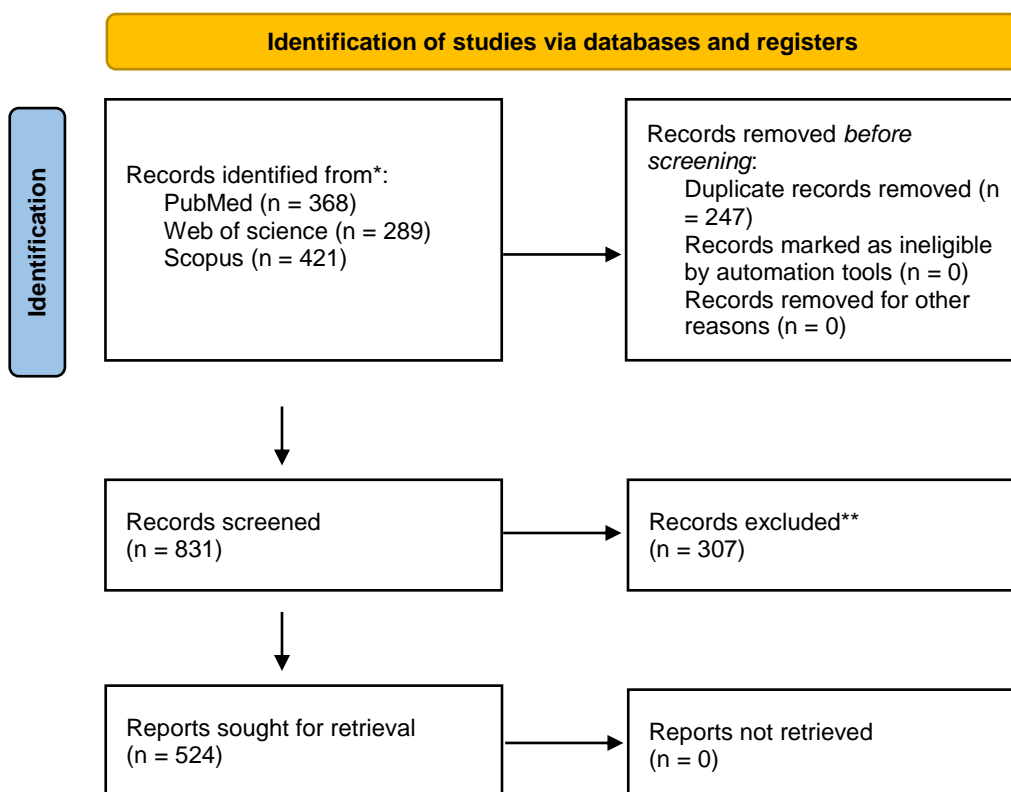 Identification of studies via databases and registers
Identification
Records identified from*:
PubMed (n = 368)
Web of science (n = 289)
Scopus (n = 421)
Records removed before
screening:
Duplicate records removed (n
= 247)
Records marked as ineligible
by automation tools (n = 0)
Records removed for other
reasons (n = 0)
Records screened
(n = 831)
Records excluded**
(n = 307)
Reports sought for retrieval
(n = 524)
Reports not retrieved
(n = 0)